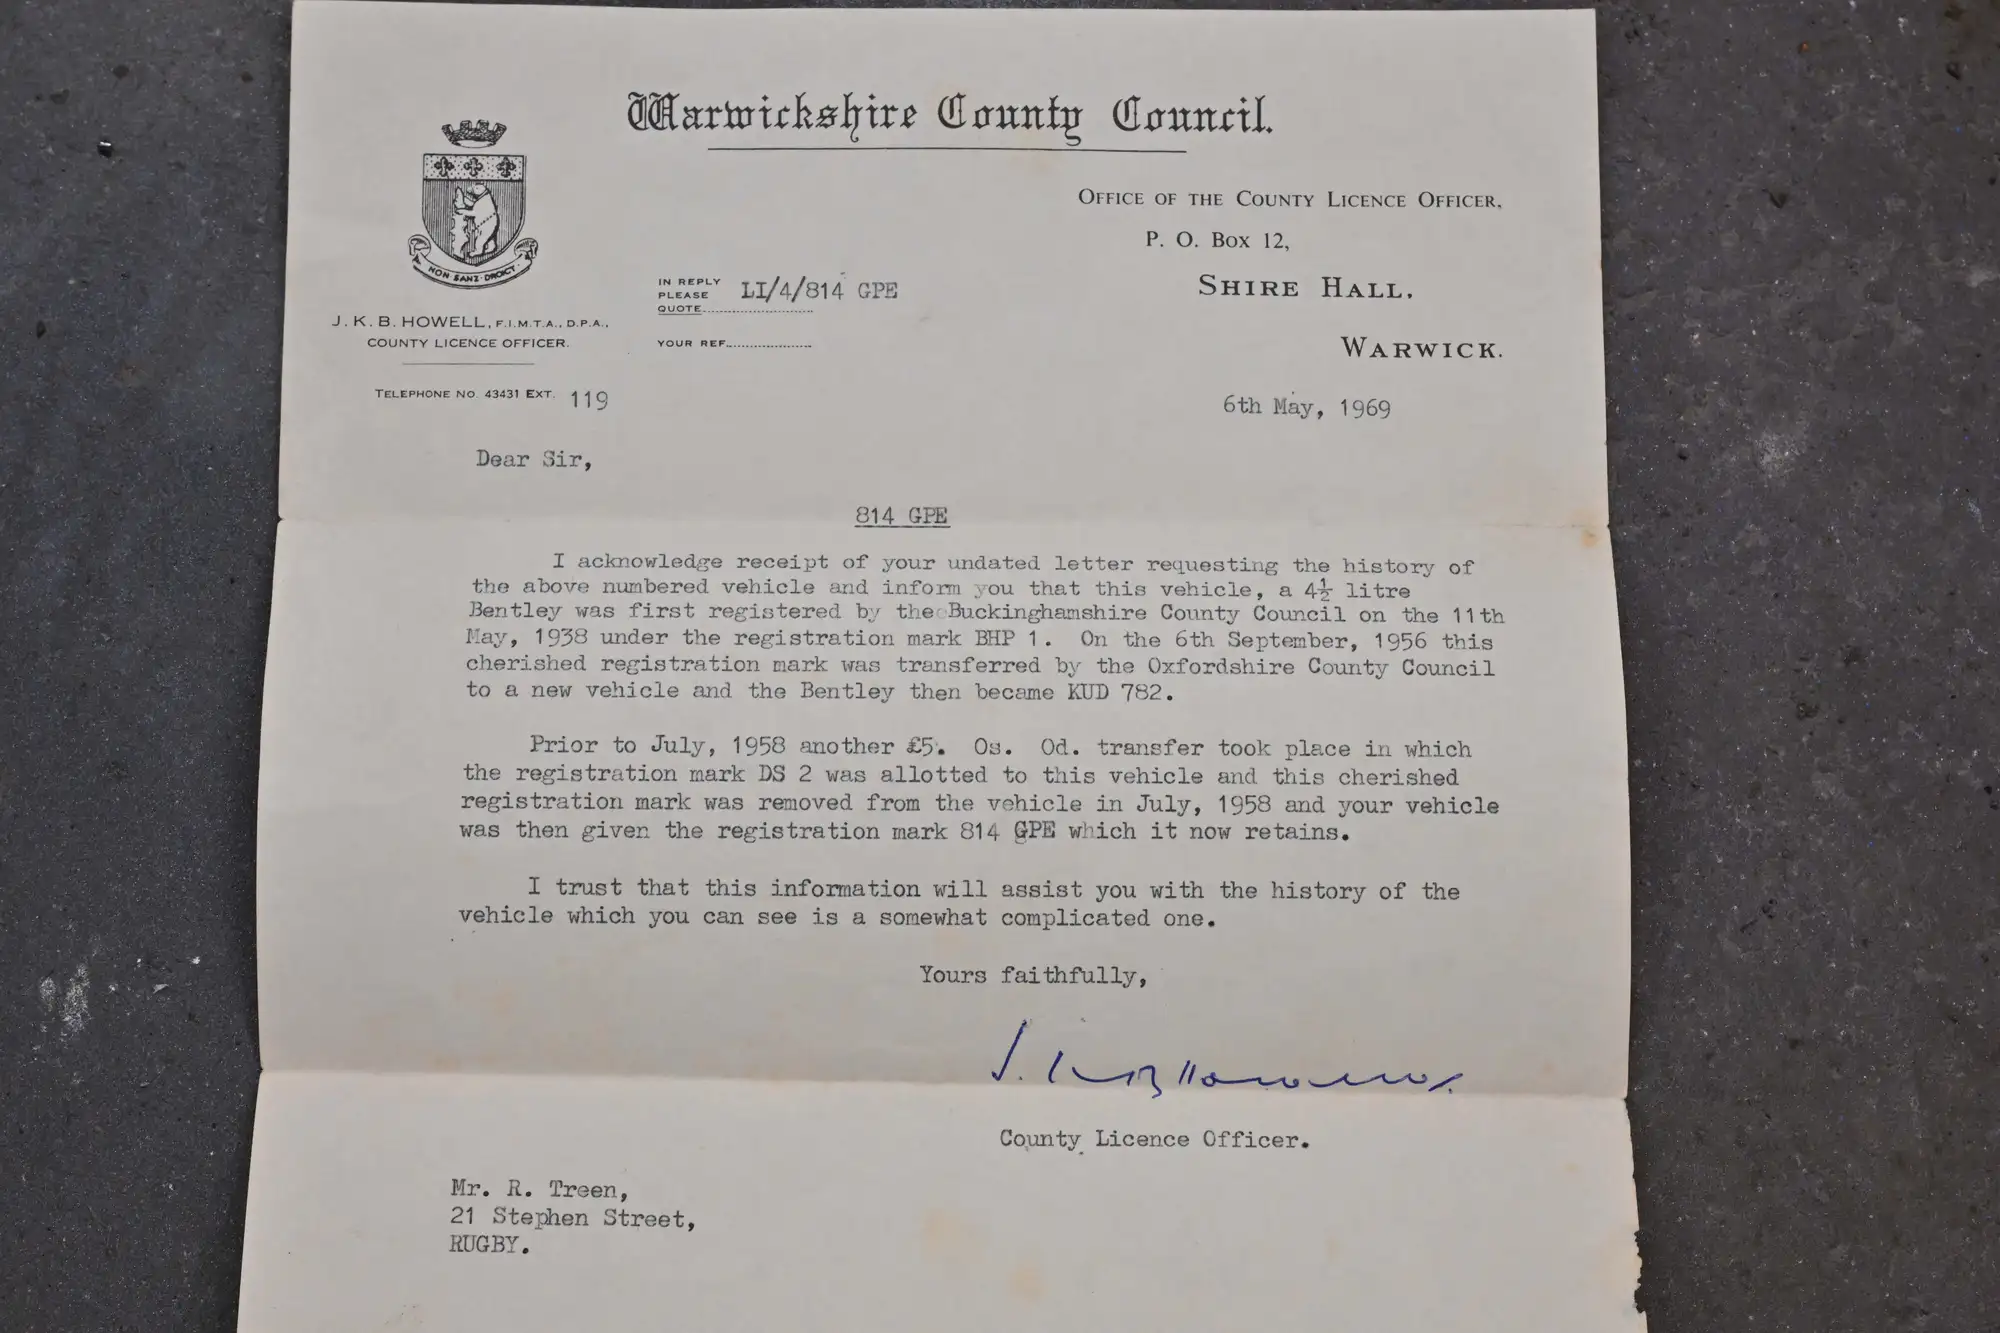 Warwickshire County Council.
NON SANZ DROICT
J. K. B. HOWELL, F.I.M.T.A., D.P.A.,
COUNTY LICENCE OFFICER.
TELEPHONE NO. 43431 EXT. 119
IN REPLY
PLEASE LI/4/814 GPE
QUOTE
YOUR REF.
OFFICE OF THE COUNTY LICENCE OFFICER,
P. O. BOX 12,
SHIRE HALL,
WARWICK.
6th May, 1969
Dear Sir,
814 GPE
I acknowledge receipt of your undated letter requesting the history of
the above numbered vehicle and inform you that this vehicle, a 4½ litre
Bentley was first registered by the Buckinghamshire County Council on the 11th
May, 1938 under the registration mark BHP 1. On the 6th September, 1956 this
cherished registration mark was transferred by the Oxfordshire County Council
to a new vehicle and the Bentley then became KUD 782.
Prior to July, 1958 another £5. Os. Od. transfer took place in which
the registration mark DS 2 was allotted to this vehicle and this cherished
registration mark was removed from the vehicle in July, 1958 and your vehicle
was then given the registration mark 814 GPE which it now retains.
I trust that this information will assist you with the history of the
vehicle which you can see is a somewhat complicated one.
Yours faithfully,
J. K. B Howell.
County Licence Officer.
Mr. R. Treen,
21 Stephen Street,
RUGBY.